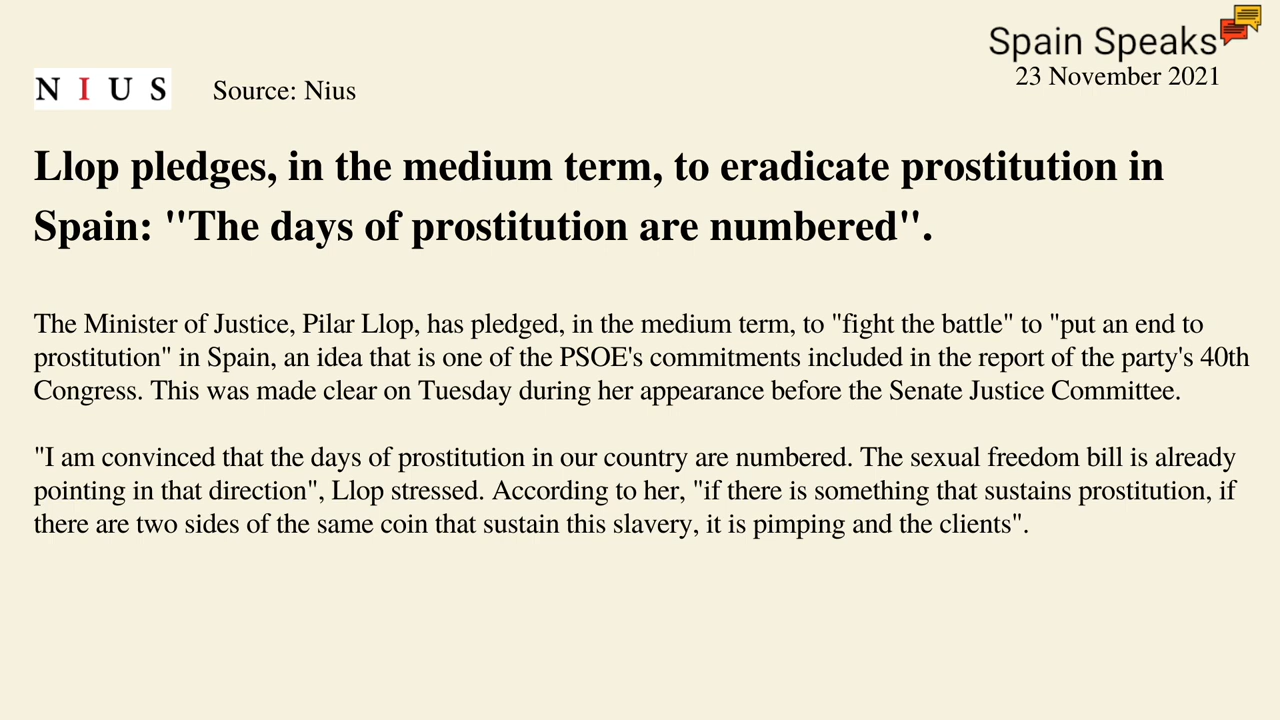 Spain Speaks
23 November 2021
N I U S
Source: Nius
Llop pledges, in the medium term, to eradicate prostitution in
Spain: "The days of prostitution are numbered".
The Minister of Justice, Pilar Llop, has pledged, in the medium term, to "fight the battle" to "put an end to
prostitution" in Spain, an idea that is one of the PSOE's commitments included in the report of the party's 40th
Congress. This was made clear on Tuesday during her appearance before the Senate Justice Committee.
"I am convinced that the days of prostitution in our country are numbered. The sexual freedom bill is already
pointing in that direction", Llop stressed. According to her, "if there is something that sustains prostitution, if
there are two sides of the same coin that sustain this slavery, it is pimping and the clients".